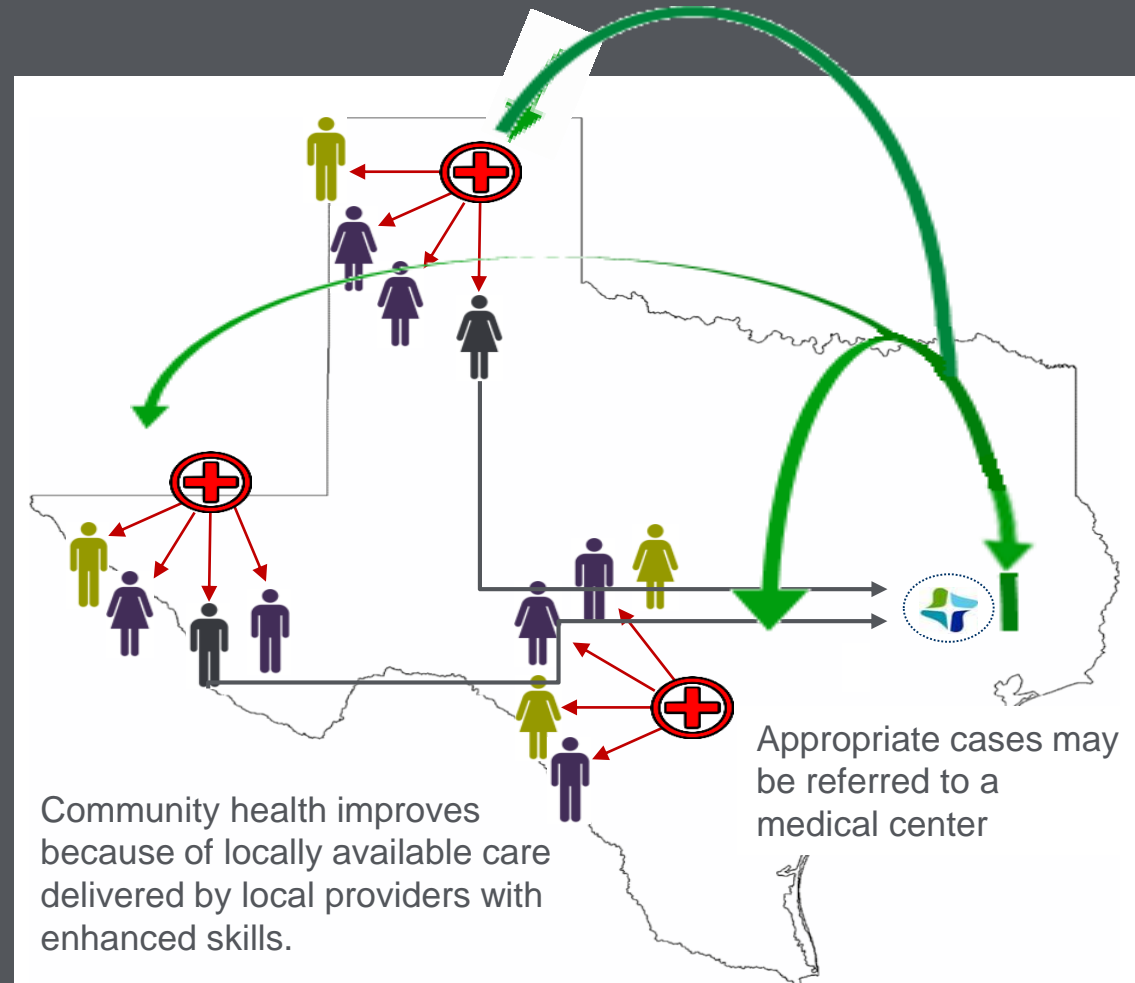 Appropriate cases may
be referred to a
medical center
Community health improves
because of locally available care
delivered by local providers with
enhanced skills.